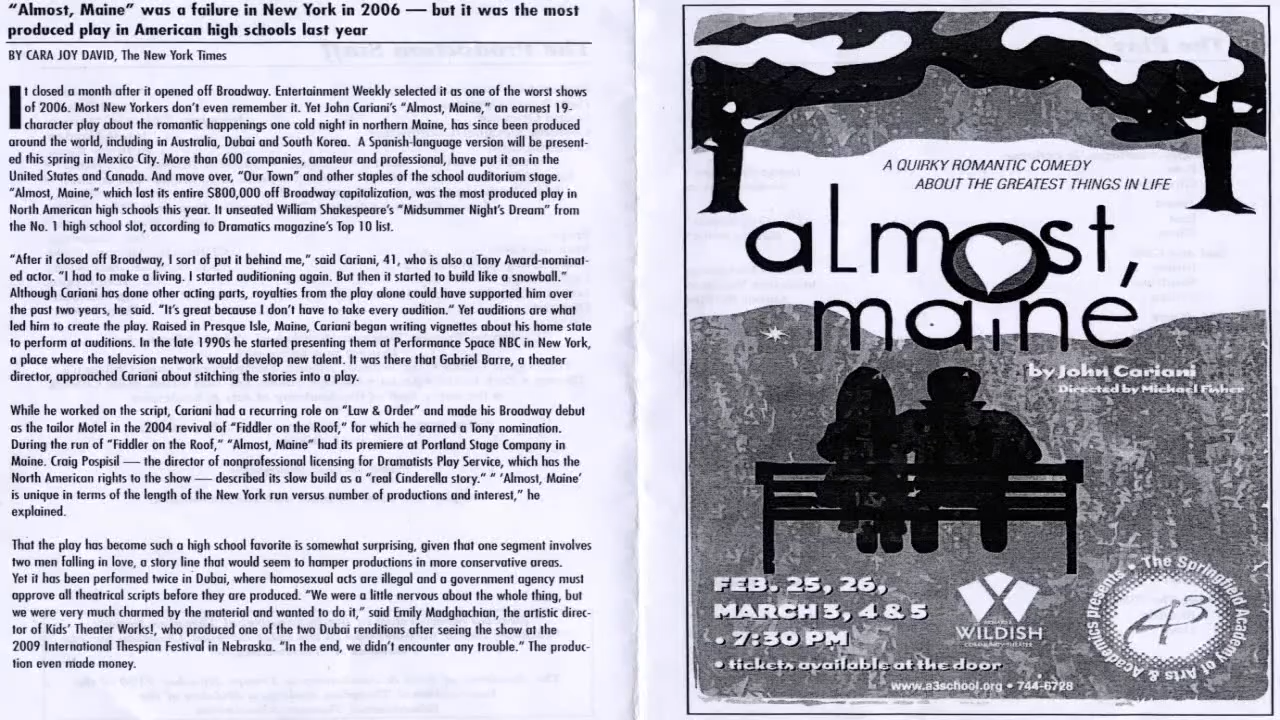 "Almost, Maine" was a failure in New York in 2006 — but it was the most
produced play in American high schools last year
BY CARA JOY DAVID, The New York Times
It closed a month after it opened off Broadway. Entertainment Weekly selected it as one of the worst shows
of 2006. Most New Yorkers don't even remember it. Yet John Cariani's "Almost, Maine," an earnest 19-
character play about the romantic happenings one cold night in northern Maine, has since been produced
around the world, including in Australia, Dubai and South Korea. A Spanish-language version will be present-
ed this spring in Mexico City. More than 600 companies, amateur and professional, have put it on in the
United States and Canada. And move over, "Our Town" and other staples of the school auditorium stage.
"Almost, Maine," which lost its entire $800,000 off Broadway capitalization, was the most produced play in
North American high schools this year. It unseated William Shakespeare's "Midsummer Night's Dream" from
the No. 1 high school slot, according to Dramatics magazine's Top 10 list.
"After it closed off Broadway, I sort of put it behind me," said Cariani, 41, who is also a Tony Award-nominat-
ed actor. "I had to make a living. I started auditioning again. But then it started to build like a snowball."
Although Cariani has done other acting parts, royalties from the play alone could have supported him over
the past two years, he said. "It's great because I don't have to take every audition." Yet auditions are what
led him to create the play. Raised in Presque Isle, Maine, Cariani began writing vignettes about his home state
to perform at auditions. In the late 1990s he started presenting them at Performance Space NBC in New York,
a place where the television network would develop new talent. It was there that Gabriel Barre, a theater
director, approached Cariani about stitching the stories into a play.
While he worked on the script, Cariani had a recurring role on "Law & Order" and made his Broadway debut
as the tailor Motel in the 2004 revival of "Fiddler on the Roof," for which he earned a Tony nomination.
During the run of "Fiddler on the Roof," "Almost, Maine" had its premiere at Portland Stage Company in
Maine. Craig Pospisil — the director of nonprofessional licensing for Dramatists Play Service, which has the
North American rights to the show — described its slow build as a "real Cinderella story." " 'Almost, Maine'
is unique in terms of the length of the New York run versus number of productions and interest," he
explained.
That the play has become such a high school favorite is somewhat surprising, given that one segment involves
two men falling in love, a story line that would seem to hamper productions in more conservative areas.
Yet it has been performed twice in Dubai, where homosexual acts are illegal and a government agency must
approve all theatrical scripts before they are produced. "We were a little nervous about the whole thing, but
we were very much charmed by the material and wanted to do it," said Emily Madghachian, the artistic direc-
tor of Kids' Theater Works!, who produced one of the two Dubai renditions after seeing the show at the
2009 International Thespian Festival in Nebraska. "In the end, we didn't encounter any trouble." The produc-
tion even made money.
A QUIRKY ROMANTIC COMEDY
ABOUT THE GREATEST THINGS IN LIFE
almost,
maine
by John Cariani
Directed by Michael Fisher
FEB. 25, 26,
MARCH 3, 4 & 5
• 7:30 PM
• tickets available at the door
WILDISH
COMMUNITY THEATER
The Springfield Academy of Arts & Academics presents •
A3
www.a3school.org • 744-6728